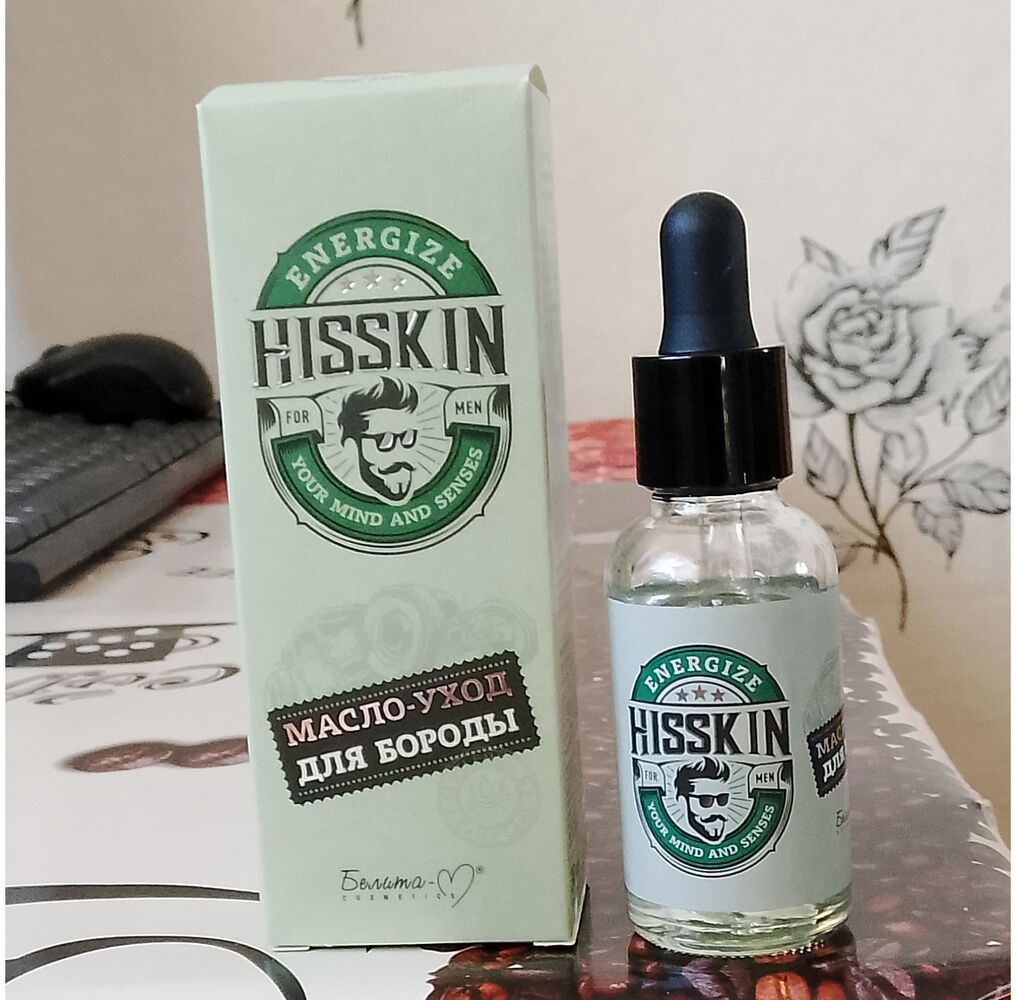 ENERGIZE
HISSKIN
FOR MEN
YOUR MIND AND SENSES
МАСЛО-УХОД
ДЛЯ БОРОДЫ
Белита-М®
COSMETICS
ENERGIZE
HISSKIN
FOR MEN
YOUR MIND AND SENSES